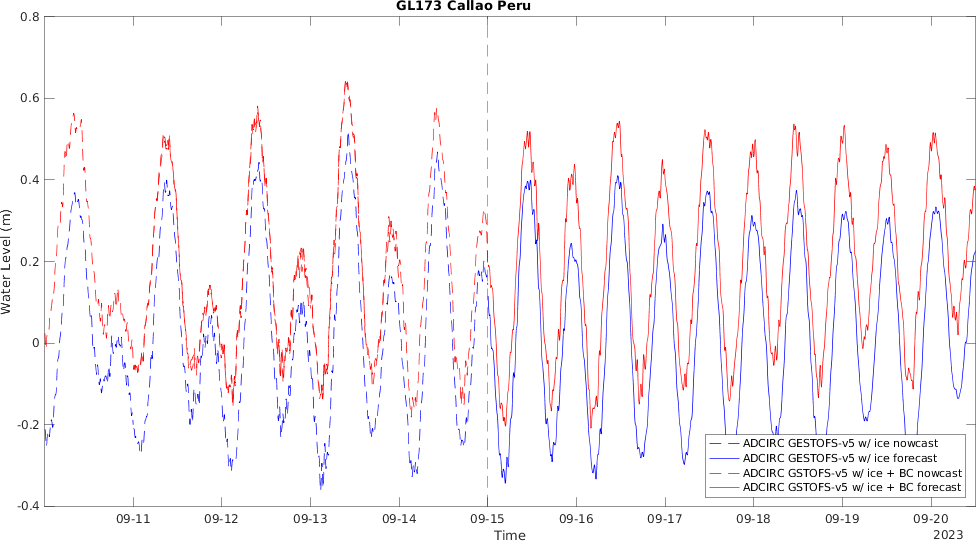 GL173 Callao Peru
Water Level (m)
0.8
0.6
0.4
0.2
0
-0.2
-0.4
09-11 09-12 09-13 09-14 09-15 09-16 09-17 09-18 09-19 09-20
2023
Time
ADCIRC GESTOFS-v5 w/ ice nowcast
ADCIRC GESTOFS-v5 w/ ice forecast
ADCIRC GSTOFS-v5 w/ ice + BC nowcast
ADCIRC GSTOFS-v5 w/ ice + BC forecast